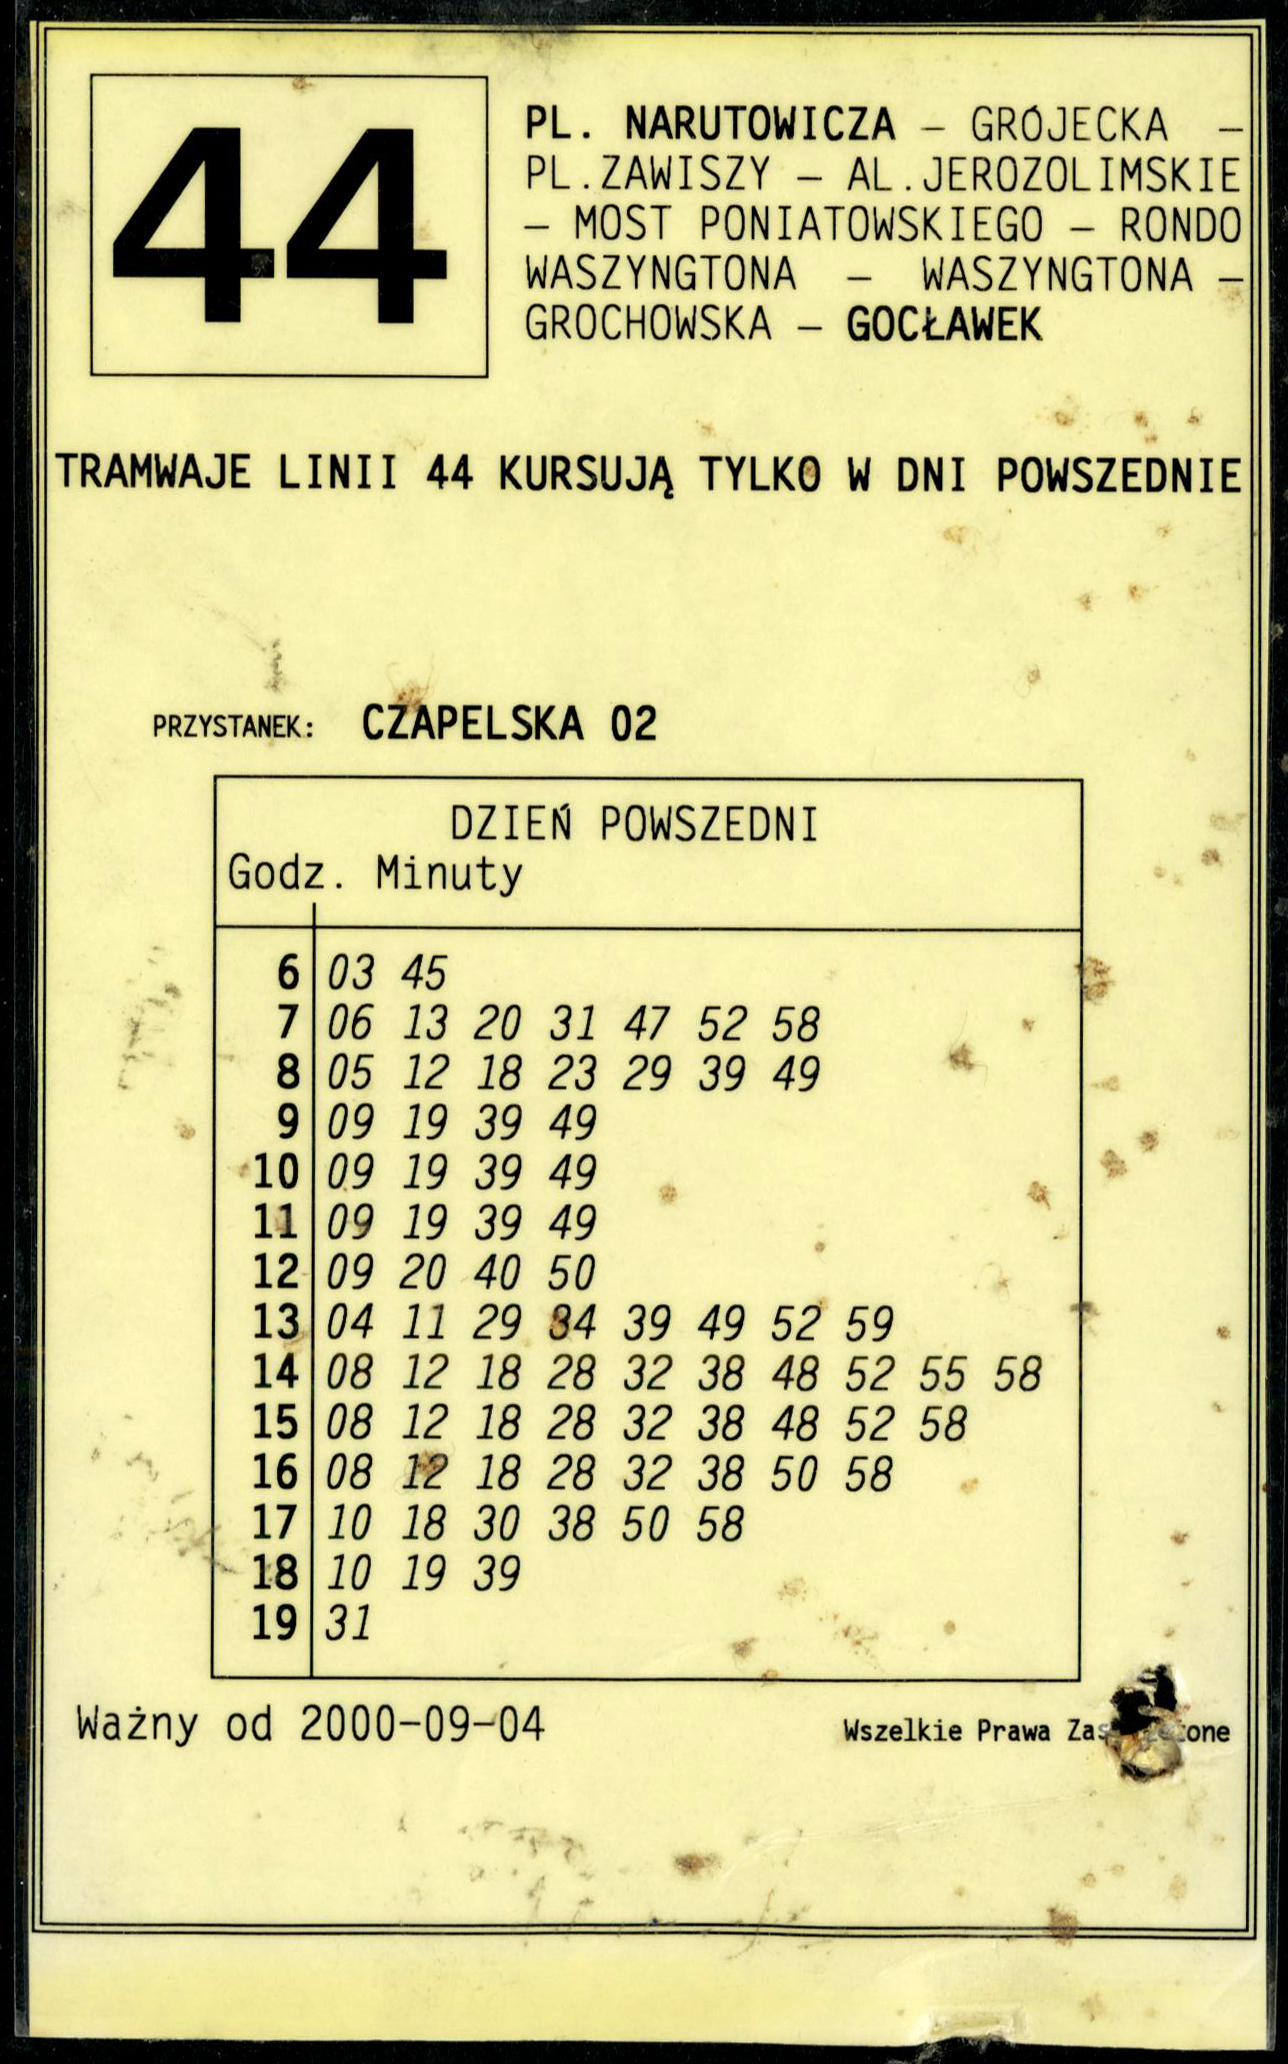 44
PL. NARUTOWICZA – GRÓJECKA –
PL.ZAWISZY – AL.JEROZOLIMSKIE
– MOST PONIATOWSKIEGO – RONDO
WASZYNGTONA – WASZYNGTONA –
GROCHOWSKA – GOCŁAWEK
TRAMWAJE LINII 44 KURSUJĄ TYLKO W DNI POWSZEDNIE
PRZYSTANEK: CZAPELSKA 02
DZIEŃ POWSZEDNI
Godz. Minuty
6 03 45
7 06 13 20 31 47 52 58
8 05 12 18 23 29 39 49
9 09 19 39 49
10 09 19 39 49
11 09 19 39 49
12 09 20 40 50
13 04 11 29 34 39 49 52 59
14 08 12 18 28 32 38 48 52 55 58
15 08 12 18 28 32 38 48 52 58
16 08 12 18 28 32 38 50 58
17 10 18 30 38 50 58
18 10 19 39
19 31
Ważny od 2000-09-04
Wszelkie Prawa